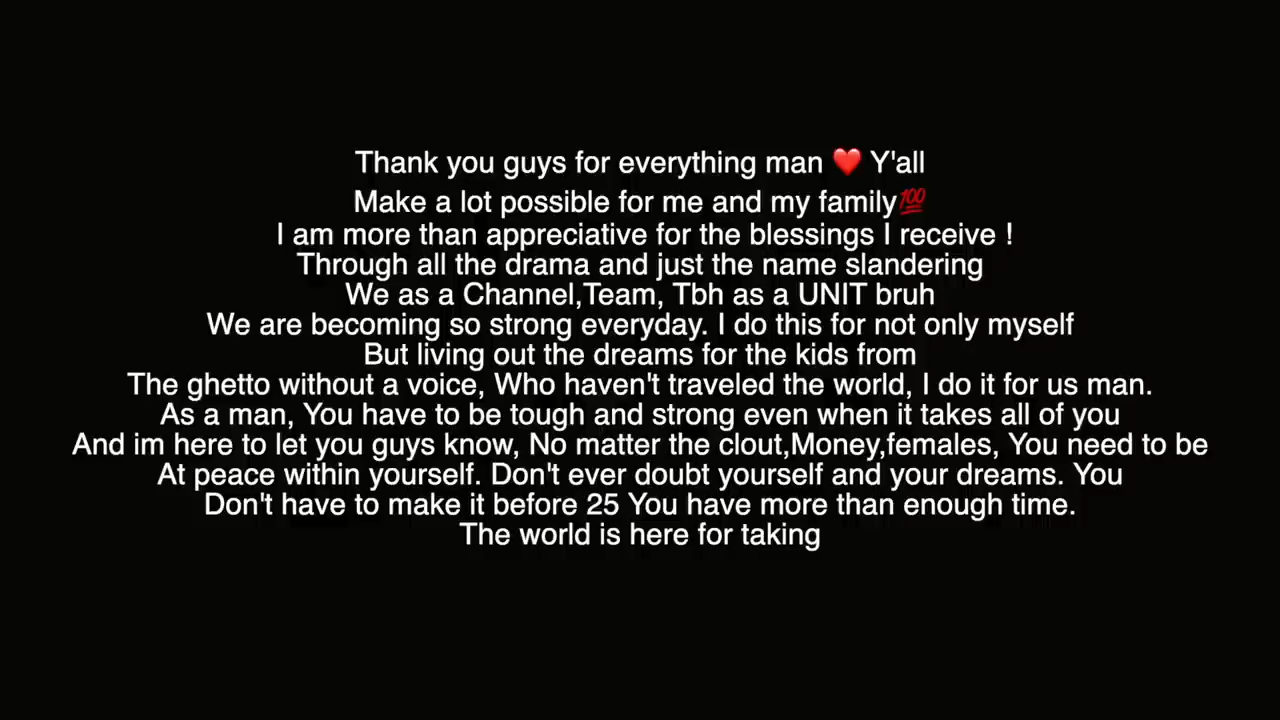 Thank you guys for everything man ❤️ Y'all
Make a lot possible for me and my family💯
I am more than appreciative for the blessings I receive !
Through all the drama and just the name slandering
We as a Channel,Team, Tbh as a UNIT bruh
We are becoming so strong everyday. I do this for not only myself
But living out the dreams for the kids from
The ghetto without a voice, Who haven't traveled the world, I do it for us man.
As a man, You have to be tough and strong even when it takes all of you
And im here to let you guys know, No matter the clout,Money,females, You need to be
At peace within yourself. Don't ever doubt yourself and your dreams. You
Don't have to make it before 25 You have more than enough time.
The world is here for taking